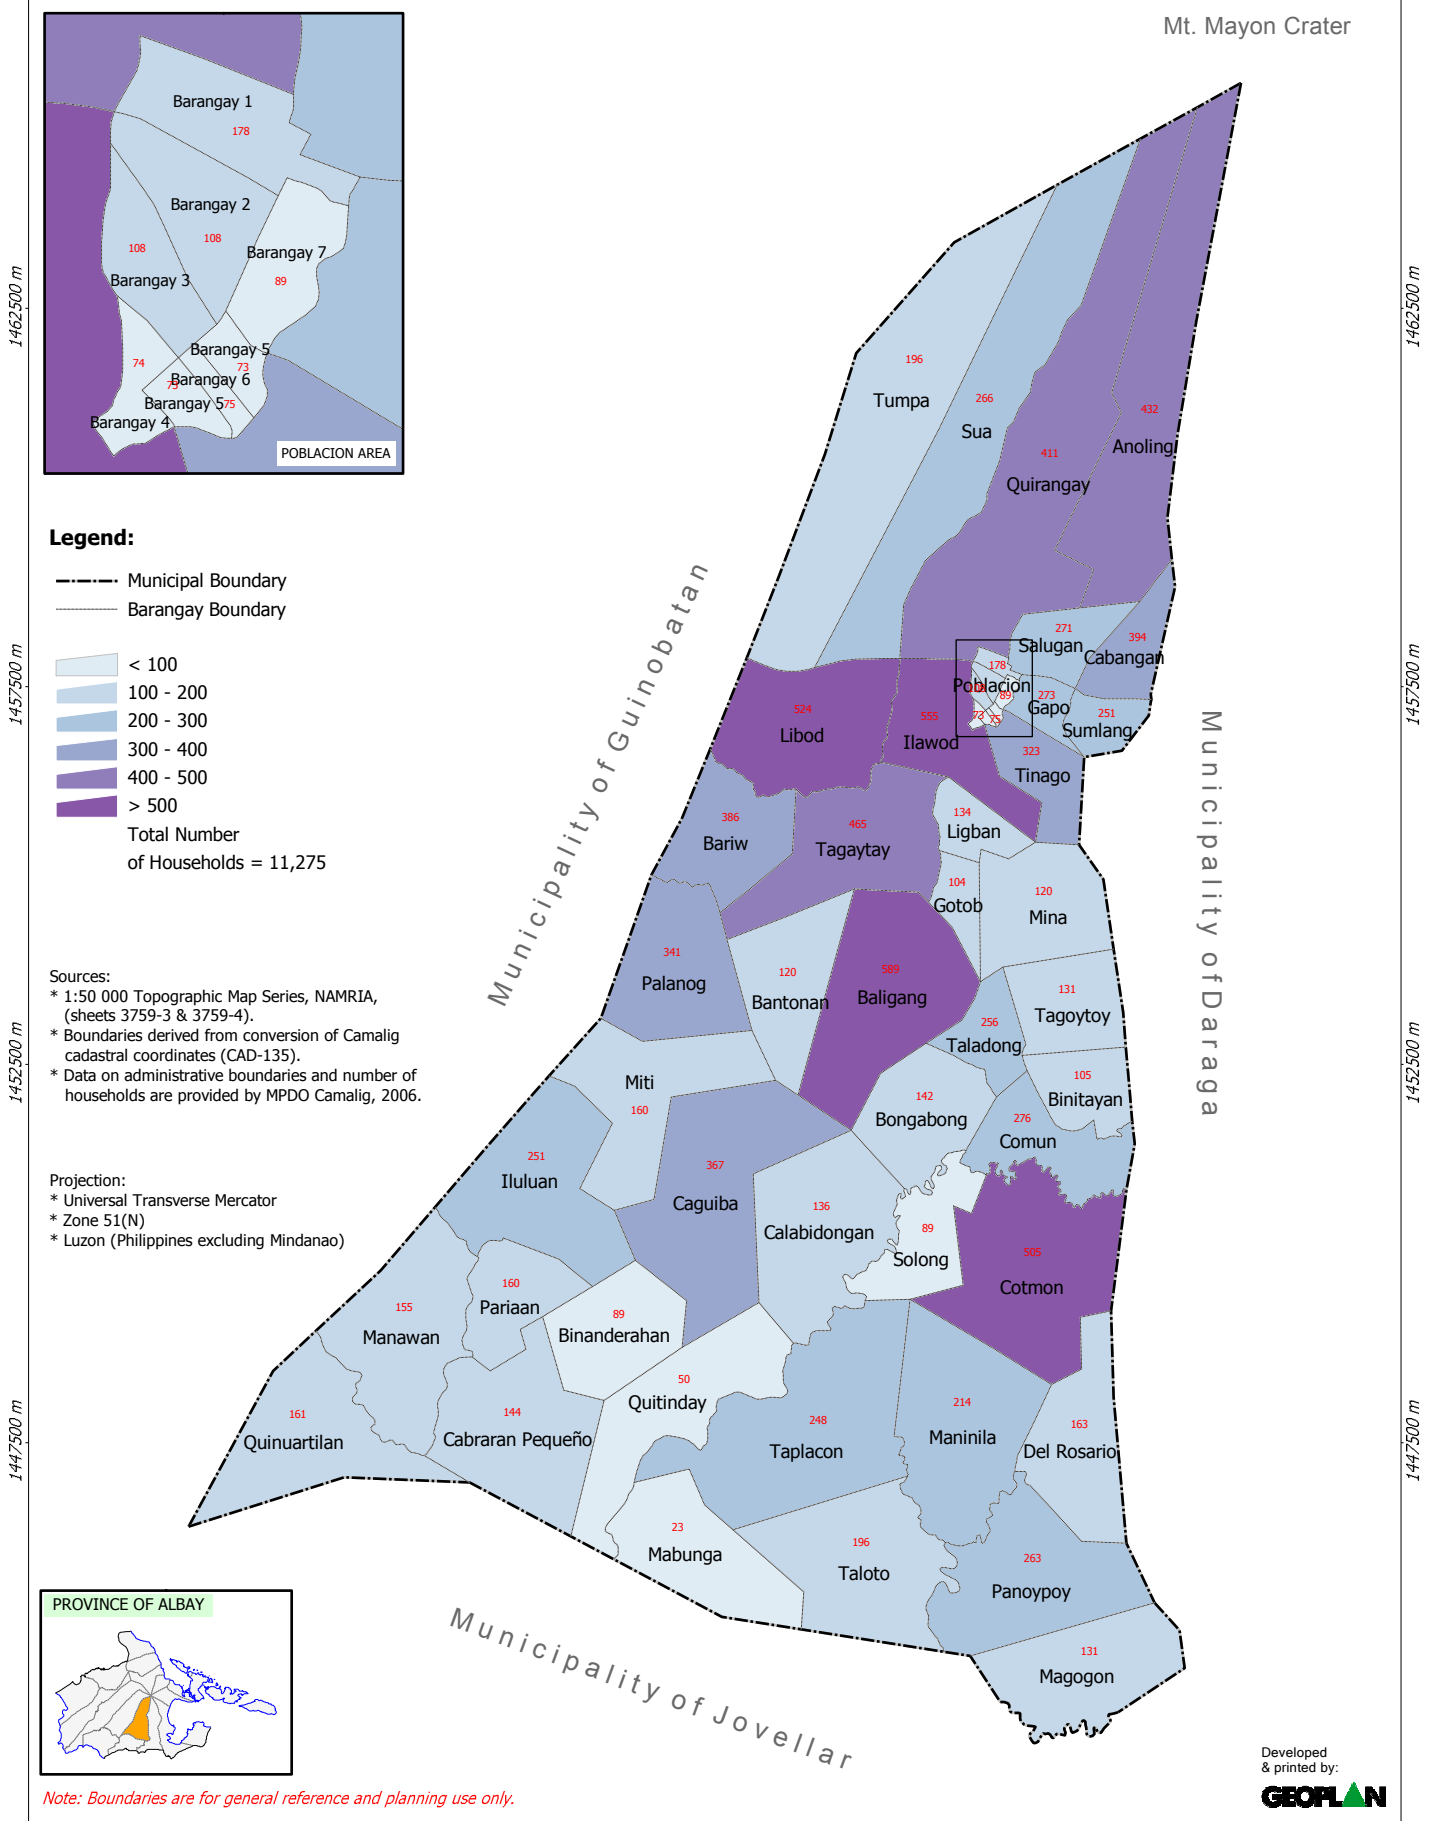 Mt. Mayon Crater
Barangay 1
178
Barangay 2
108
108
Barangay 3
Barangay 7
89
Barangay 5
74
73
Barangay 6
Barangay 5
75
Barangay 4
POBLACION AREA
1462500 m
1462500 m
196
Tumpa
266
Sua
432
Anoling
411
Quirangay
Legend:
Municipal Boundary
Barangay Boundary
< 100
100 - 200
200 - 300
300 - 400
400 - 500
> 500
Total Number
of Households = 11,275
Municipality of Guinobatan
271
Salugan
394
Cabangan
178
Poblacion
89
273
Gapo
73
75
251
Sumlang
1457500 m
1457500 m
524
Libod
555
Ilawod
323
Tinago
Municipality of Daraga
386
Bariw
465
Tagaytay
134
Ligban
104
Gotob
120
Mina
341
Palanog
120
Bantonan
589
Baligang
131
Tagoytoy
256
Taladong
Sources:
* 1:50 000 Topographic Map Series, NAMRIA,
(sheets 3759-3 & 3759-4).
* Boundaries derived from conversion of Camalig
cadastral coordinates (CAD-135).
* Data on administrative boundaries and number of
households are provided by MPDO Camalig, 2006.
1452500 m
1452500 m
Miti
160
142
Bongabong
105
Binitayan
276
Comun
251
Iluluan
367
Caguiba
136
Calabidongan
89
Solong
505
Cotmon
Projection:
* Universal Transverse Mercator
* Zone 51(N)
* Luzon (Philippines excluding Mindanao)
155
Manawan
160
Pariaan
89
Binanderahan
50
Quitinday
161
Quinuartilan
144
Cabraran Pequeño
248
Taplacon
214
Maninila
163
Del Rosario
1447500 m
1447500 m
23
Mabunga
196
Taloto
263
Panoypoy
131
Magogon
Municipality of Jovellar
PROVINCE OF ALBAY
Note: Boundaries are for general reference and planning use only.
Developed
& printed by:
GEOPLAN